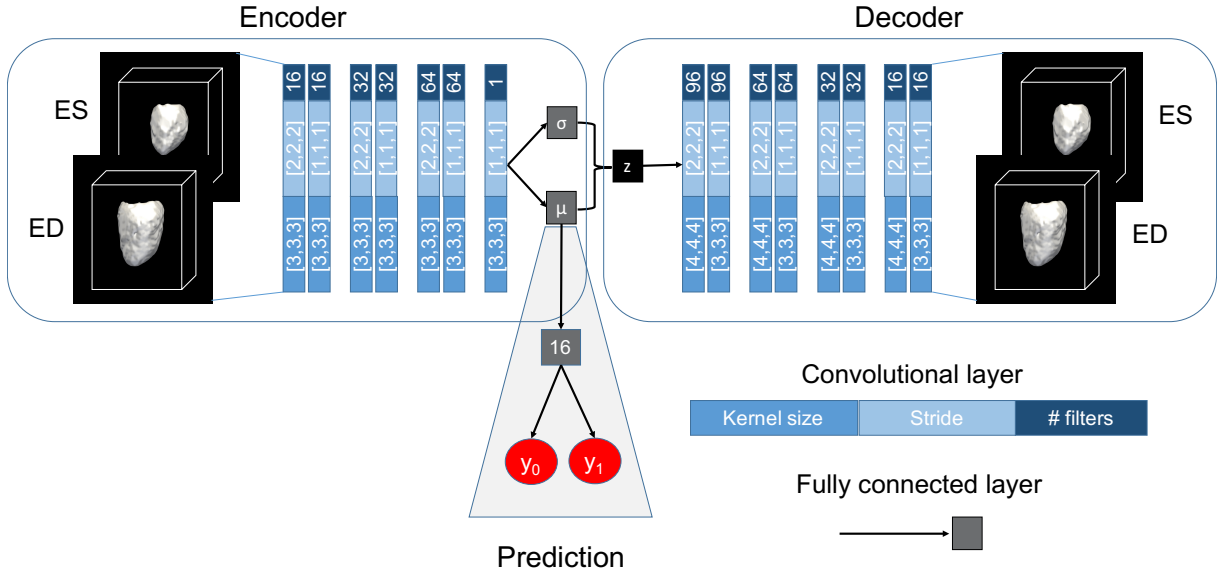 Encoder
Decoder
ES
ED
16 16 32 32 64 64 1
[2,2,2] [1,1,1] [2,2,2] [1,1,1] [2,2,2] [1,1,1] [1,1,1]
[3,3,3] [3,3,3] [3,3,3] [3,3,3] [3,3,3] [3,3,3] [3,3,3]
σ
μ
z
96 96 64 64 32 32 16 16
[2,2,2] [1,1,1] [2,2,2] [1,1,1] [2,2,2] [1,1,1] [2,2,2] [1,1,1]
[4,4,4] [3,3,3] [4,4,4] [3,3,3] [4,4,4] [3,3,3] [4,4,4] [3,3,3]
ES
ED
16
y0 y1
Prediction
Convolutional layer
Kernel size Stride # filters
Fully connected layer